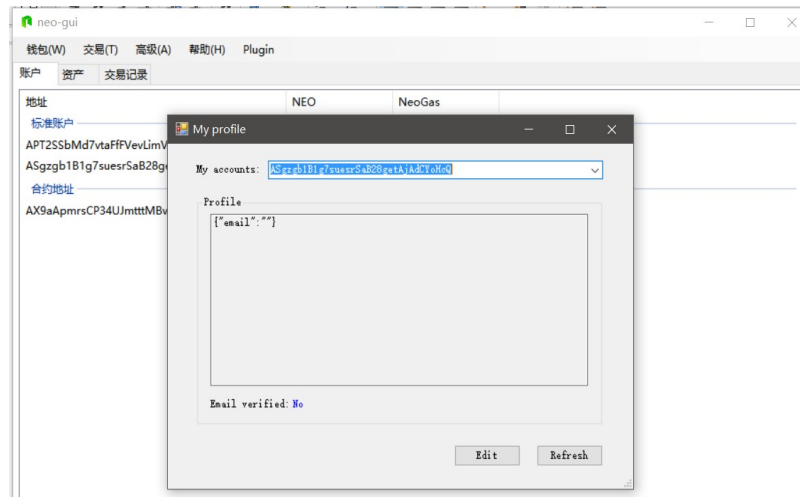 neo-gui
钱包(W) 交易(T) 高级(A) 帮助(H) Plugin
账户 资产 交易记录
地址 NEO NeoGas
标准账户
APT2SSbMd7vtaFfFVevLimV
ASgzgb1B1g7suesrSaB28ge
合约地址
AX9aApmrsCP34UJmtttMBv
My profile
My accounts: ASgzgb1B1g7suesrSaB28getAjAdCYoHcQ
Profile
{"email":""}
Email verified: No
Edit Refresh